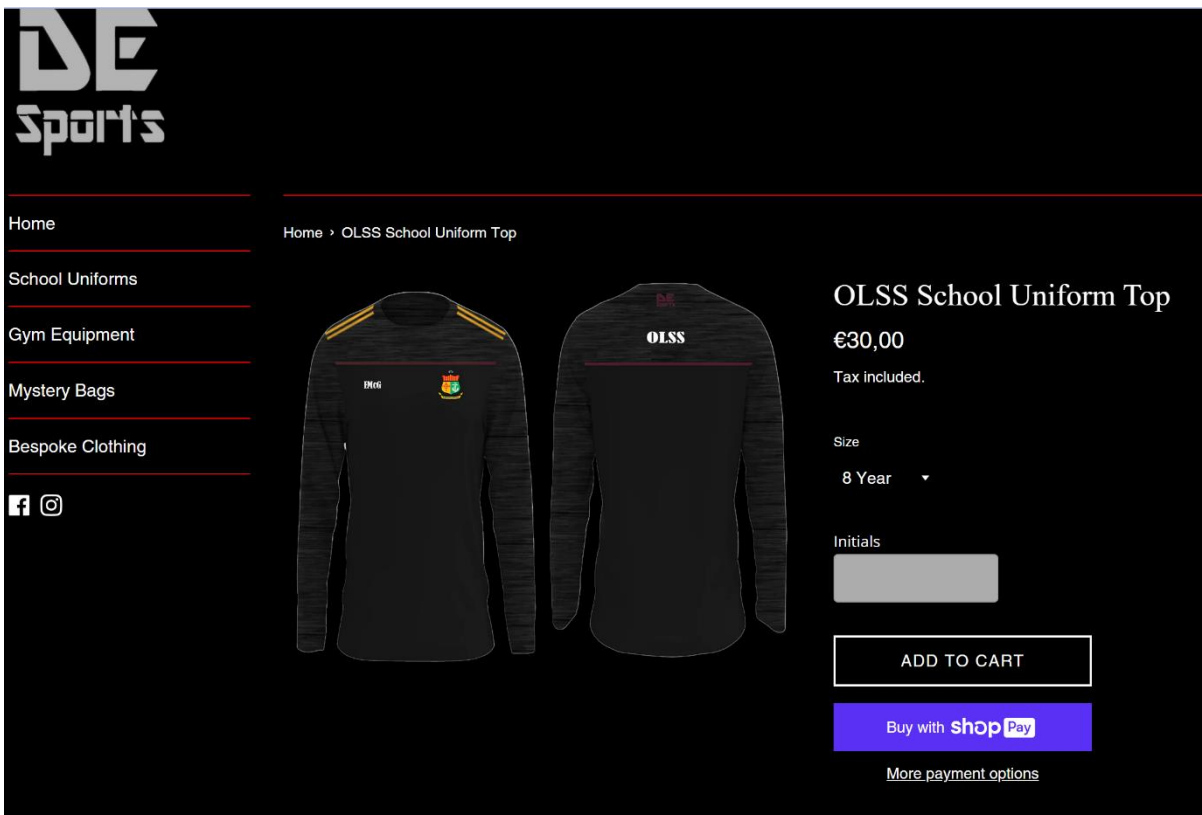 DE
Sports
Home
School Uniforms
Gym Equipment
Mystery Bags
Bespoke Clothing
Home › OLSS School Uniform Top
EMcG
DE
Sports
OLSS
OLSS School Uniform Top
€30,00
Tax included.
Size
8 Year
Initials
ADD TO CART
Buy with shop Pay
More payment options